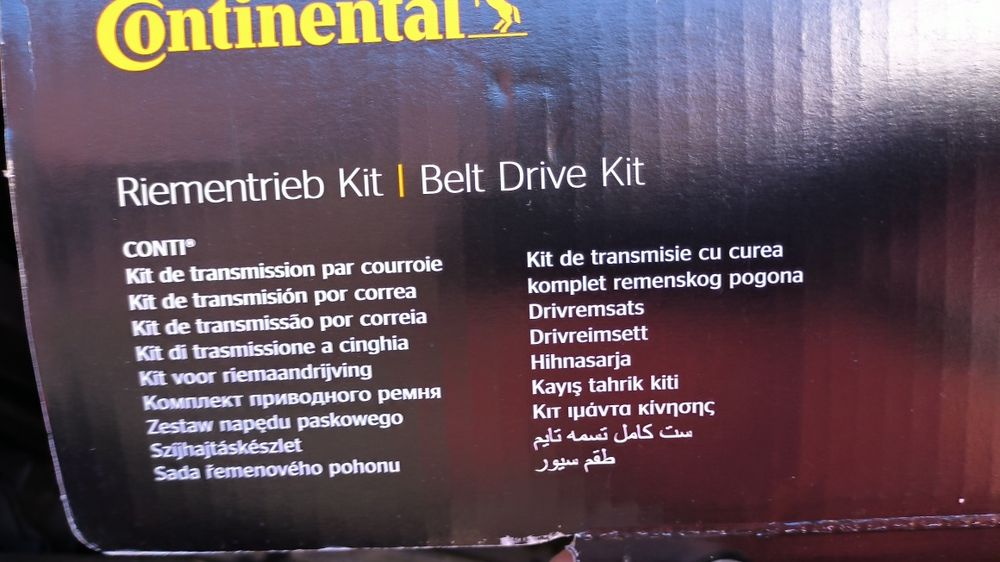 Continental
Riementrieb Kit | Belt Drive Kit
CONTI®
Kit de transmission par courroie
Kit de transmisión por correa
Kit de transmissão por correia
Kit di trasmissione a cinghia
Kit voor riemaandrijving
Комплект приводного ремня
Zestaw napędu paskowego
Szíjhajtáskészlet
Sada řemenového pohonu
Kit de transmisie cu curea
komplet remenskog pogona
Drivremsats
Drivreimsett
Hihnasarja
Kayış tahrik kiti
Κιτ ιμάντα κίνησης
ست کامل تسمه تایم
طقم سيور